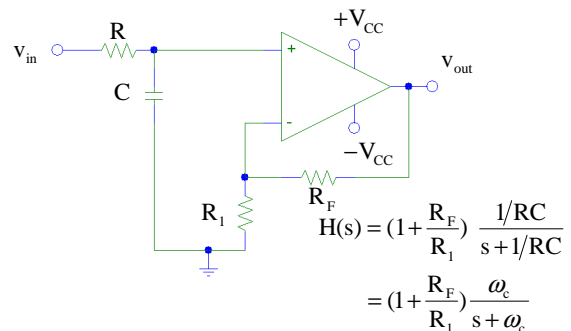 R
+V_CC
v_in
v_out
+
C
-
−V_CC
R_F
R_1
H(s) = (1 + R_F/R_1) (1/RC)/(s + 1/RC)
= (1 + R_F/R_1) ω_c/(s + ω_c)